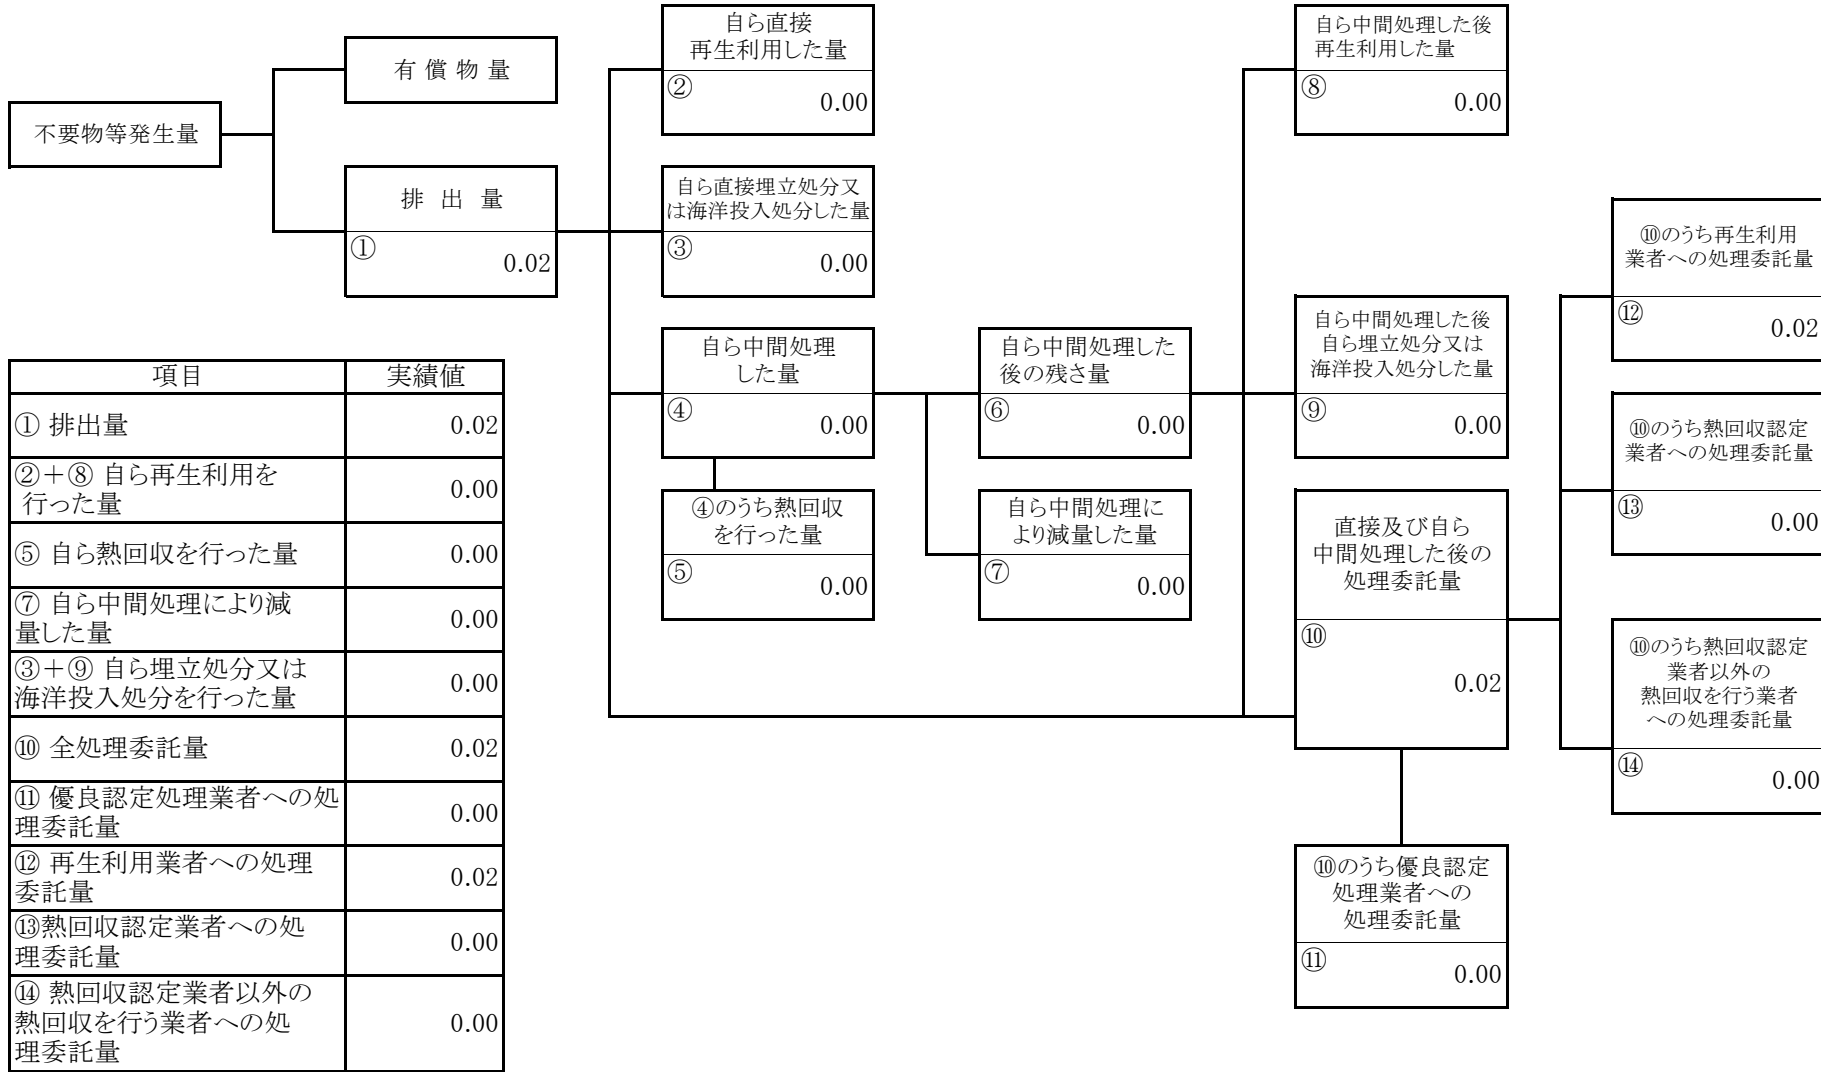 不要物等発生量
有 償 物 量
排 出 量
①
0.02
自ら直接
再生利用した量
②
0.00
自ら直接埋立処分又
は海洋投入処分した量
③
0.00
自ら中間処理
した量
④
0.00
④のうち熱回収
を行った量
⑤
0.00
自ら中間処理した
後の残さ量
⑥
0.00
自ら中間処理に
より減量した量
⑦
0.00
自ら中間処理した後
再生利用した量
⑧
0.00
自ら中間処理した後
自ら埋立処分又は
海洋投入処分した量
⑨
0.00
直接及び自ら
中間処理した後の
処理委託量
⑩
0.02
⑩のうち優良認定
処理業者への
処理委託量
⑪
0.00
⑩のうち再生利用
業者への処理委託量
⑫
0.02
⑩のうち熱回収認定
業者への処理委託量
⑬
0.00
⑩のうち熱回収認定
業者以外の
熱回収を行う業者
への処理委託量
⑭
0.00
項目 実績値
① 排出量 0.02
②+⑧ 自ら再生利用を
行った量 0.00
⑤ 自ら熱回収を行った量 0.00
⑦ 自ら中間処理により減
量した量 0.00
③+⑨ 自ら埋立処分又は
海洋投入処分を行った量 0.00
⑩ 全処理委託量 0.02
⑪ 優良認定処理業者への処
理委託量 0.00
⑫ 再生利用業者への処理
委託量 0.02
⑬熱回収認定業者への処
理委託量 0.00
⑭ 熱回収認定業者以外の
熱回収を行う業者への処
理委託量 0.00